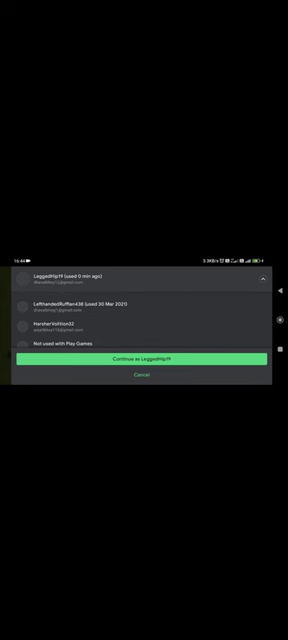 16:44
3.3KB/s
LeggedHip19 (used 0 min ago)
LefthandedRuffian438 (used 30 Mar 2021)
HarsherVolition32
Not used with Play Games
Continue as LeggedHip19
Cancel